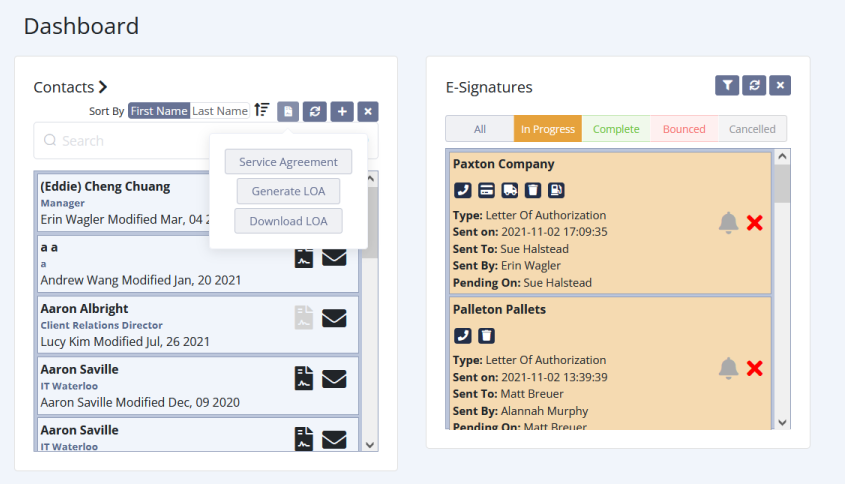 Dashboard
Contacts
Sort By First Name Last Name
Search
Service Agreement
Generate LOA
Download LOA
(Eddie) Cheng Chuang
Manager
Erin Wagler Modified Mar, 04
a a
a
Andrew Wang Modified Jan, 20 2021
Aaron Albright
Client Relations Director
Lucy Kim Modified Jul, 26 2021
Aaron Saville
IT Waterloo
Aaron Saville Modified Dec, 09 2020
Aaron Saville
IT Waterloo
E-Signatures
All In Progress Complete Bounced Cancelled
Paxton Company
Type: Letter Of Authorization
Sent on: 2021-11-02 17:09:35
Sent To: Sue Halstead
Sent By: Erin Wagler
Pending On: Sue Halstead
Palleton Pallets
Type: Letter Of Authorization
Sent on: 2021-11-02 13:39:39
Sent To: Matt Breuer
Sent By: Alannah Murphy
Pending On: Matt Breuer